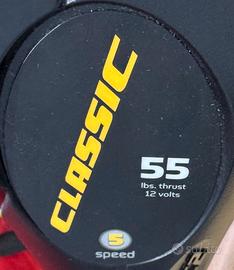 CLASSIC
55
lbs. thrust
12 volts
5
speed